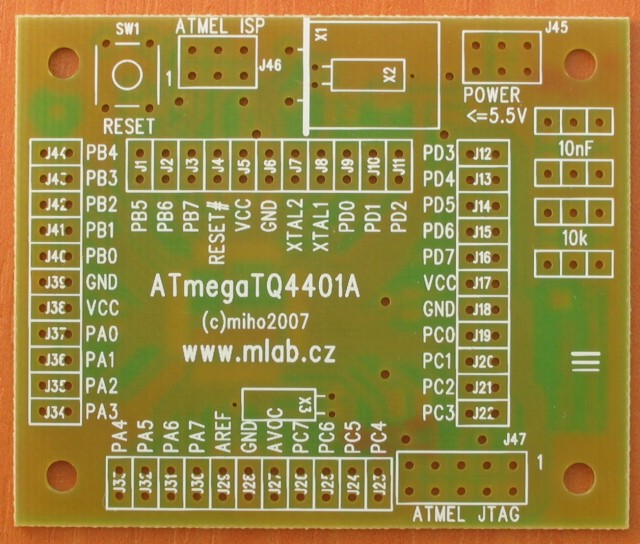 SW1
ATMEL ISP
J46
1
RESET
X1
X2
J45
POWER
<=5.5V
10nF
10k
J44 PB4
J43 PB3
J42 PB2
J41 PB1
J40 PB0
J39 GND
J38 VCC
J37 PA0
J36 PA1
J35 PA2
J34 PA3
J1 J2 J3 J4 J5 J6 J7 J8 J9 J10 J11
PB5 PB6 PB7 RESET# VCC GND XTAL2 XTAL1 PD0 PD1 PD2
PD3 J12
PD4 J13
PD5 J14
PD6 J15
PD7 J16
VCC J17
GND J18
PC0 J19
PC1 J20
PC2 J21
PC3 J22
ATmegaTQ4401A
(c)miho2007
www.mlab.cz
X3
PA4 PA5 PA6 PA7 AREF GND AVCC PC7 PC6 PC5 PC4
J33 J32 J31 J30 J29 J28 J27 J26 J25 J24 J23
J47
1
ATMEL JTAG